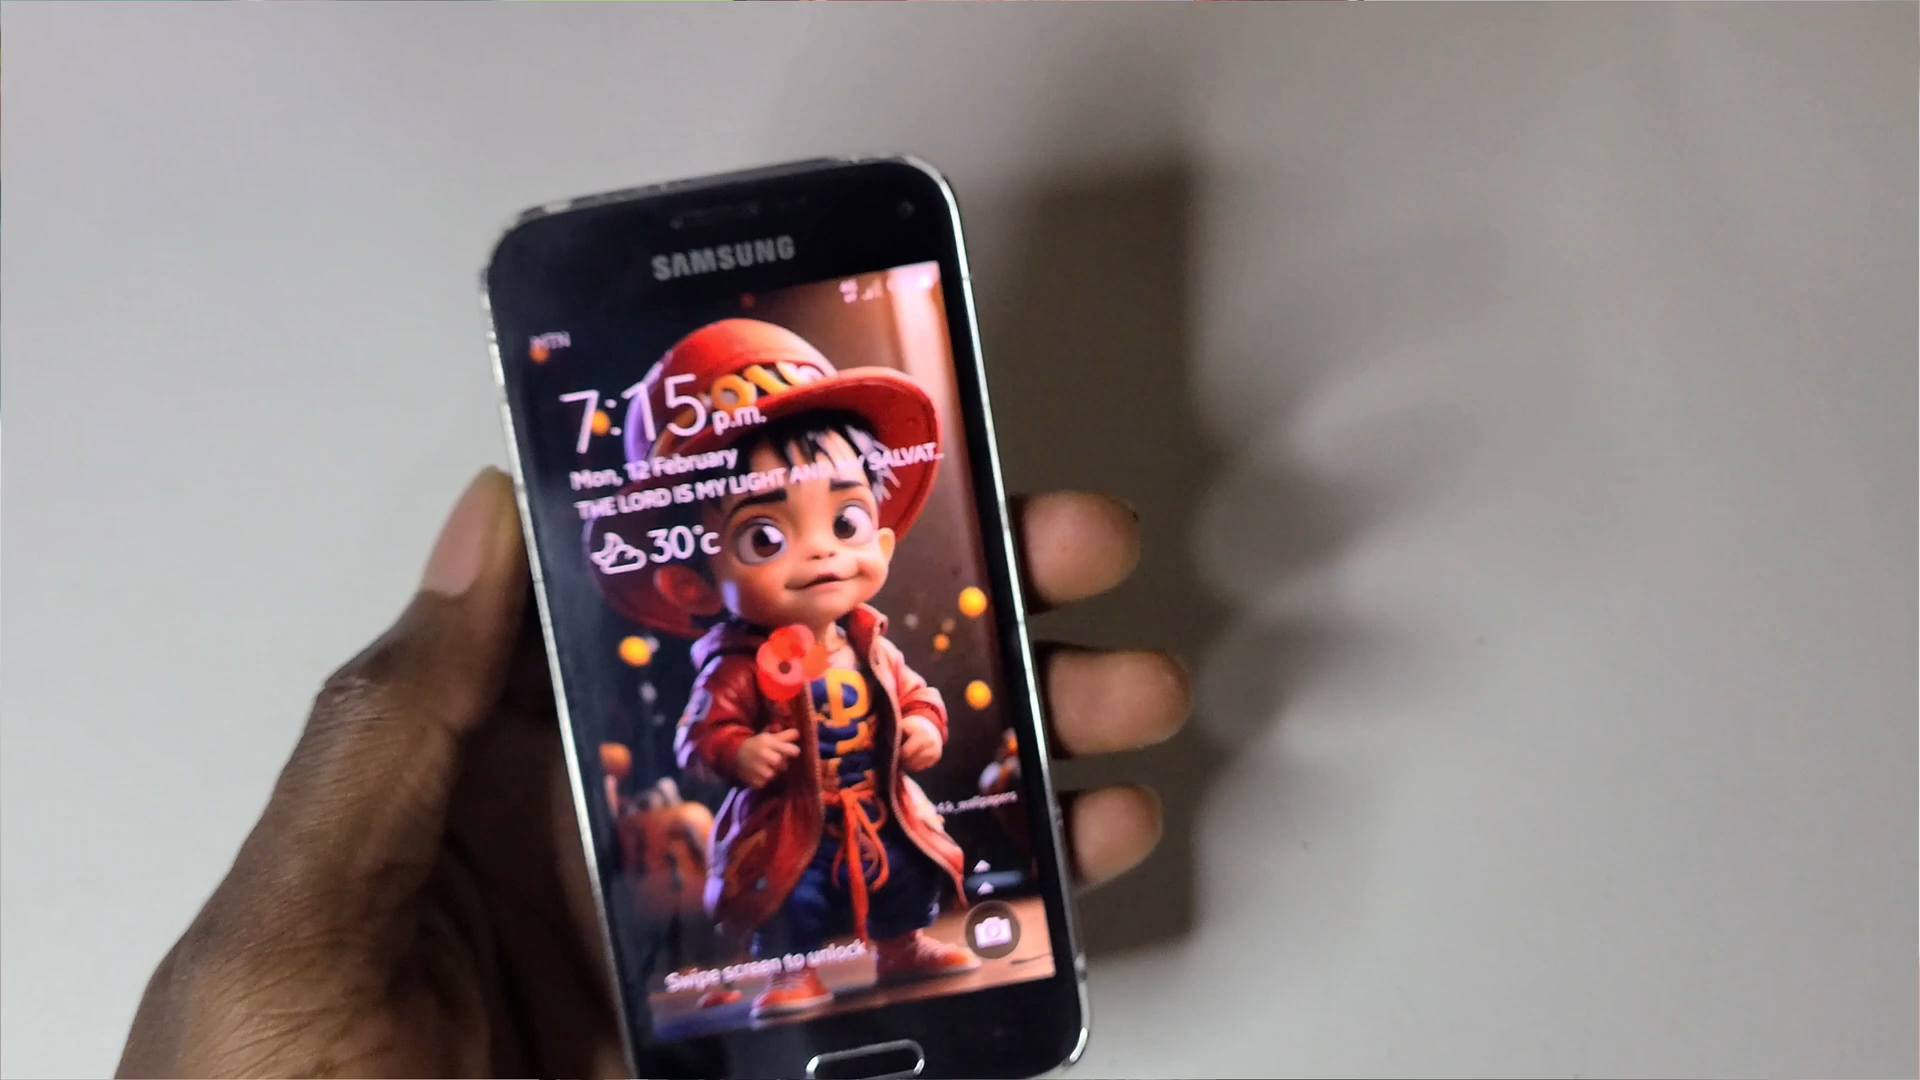 SAMSUNG
MTN
7:15 p.m.
Mon, 12 February
THE LORD IS MY LIGHT AND MY SALVAT...
30°c
Swipe screen to unlock